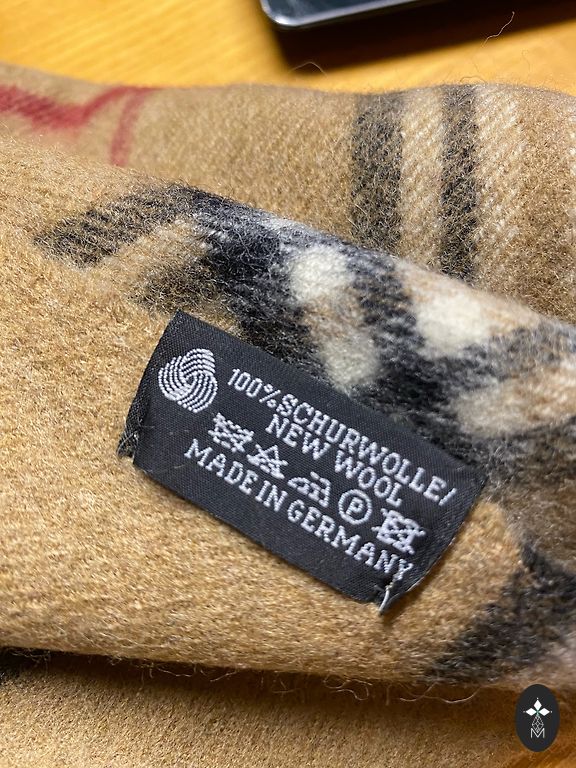 100% SCHURWOLLE/
NEW WOOL
P
MADE IN GERMANY
M